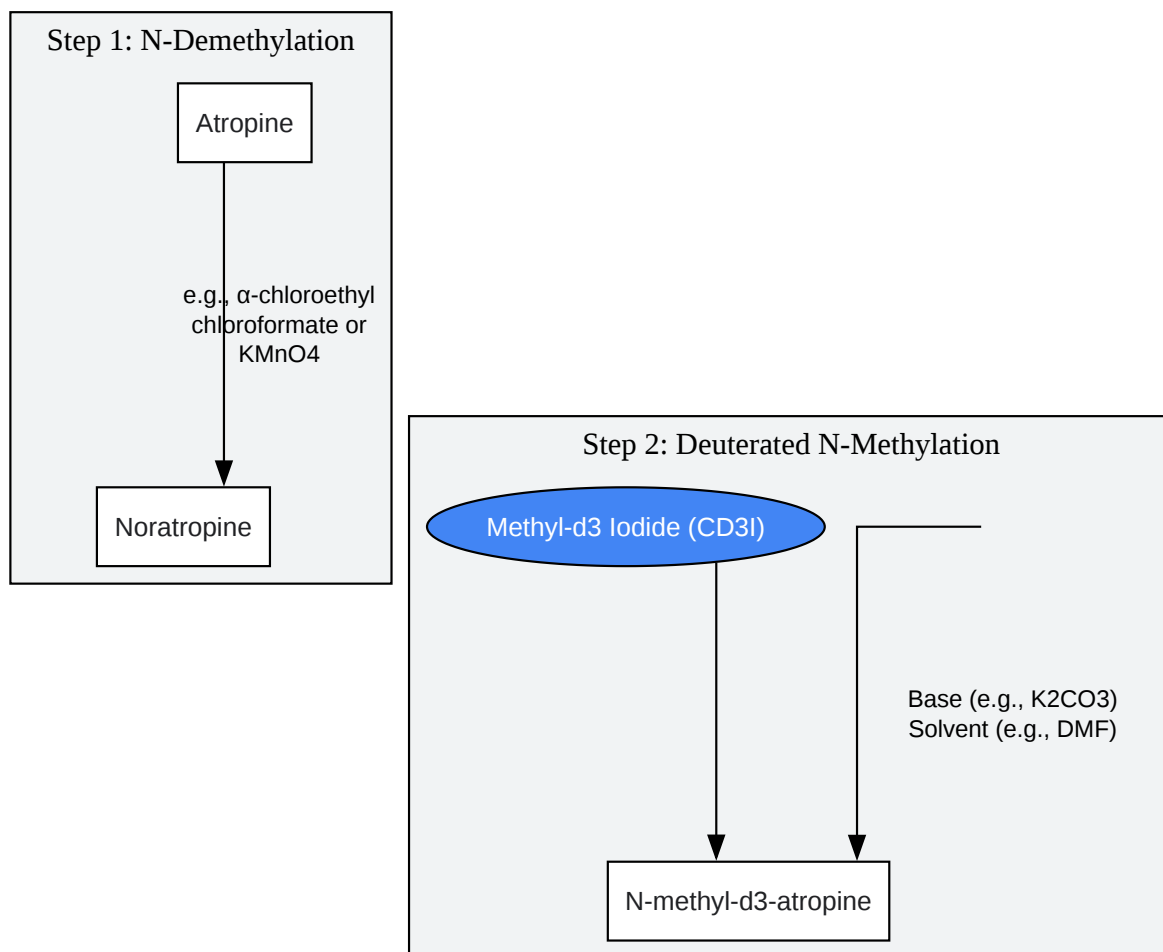 Step 1: N-Demethylation
Atropine
e.g., α-chloroethyl
chloroformate or
KMnO4
Noratropine
Step 2: Deuterated N-Methylation
Methyl-d3 Iodide (CD3I)
Base (e.g., K2CO3)
Solvent (e.g., DMF)
N-methyl-d3-atropine